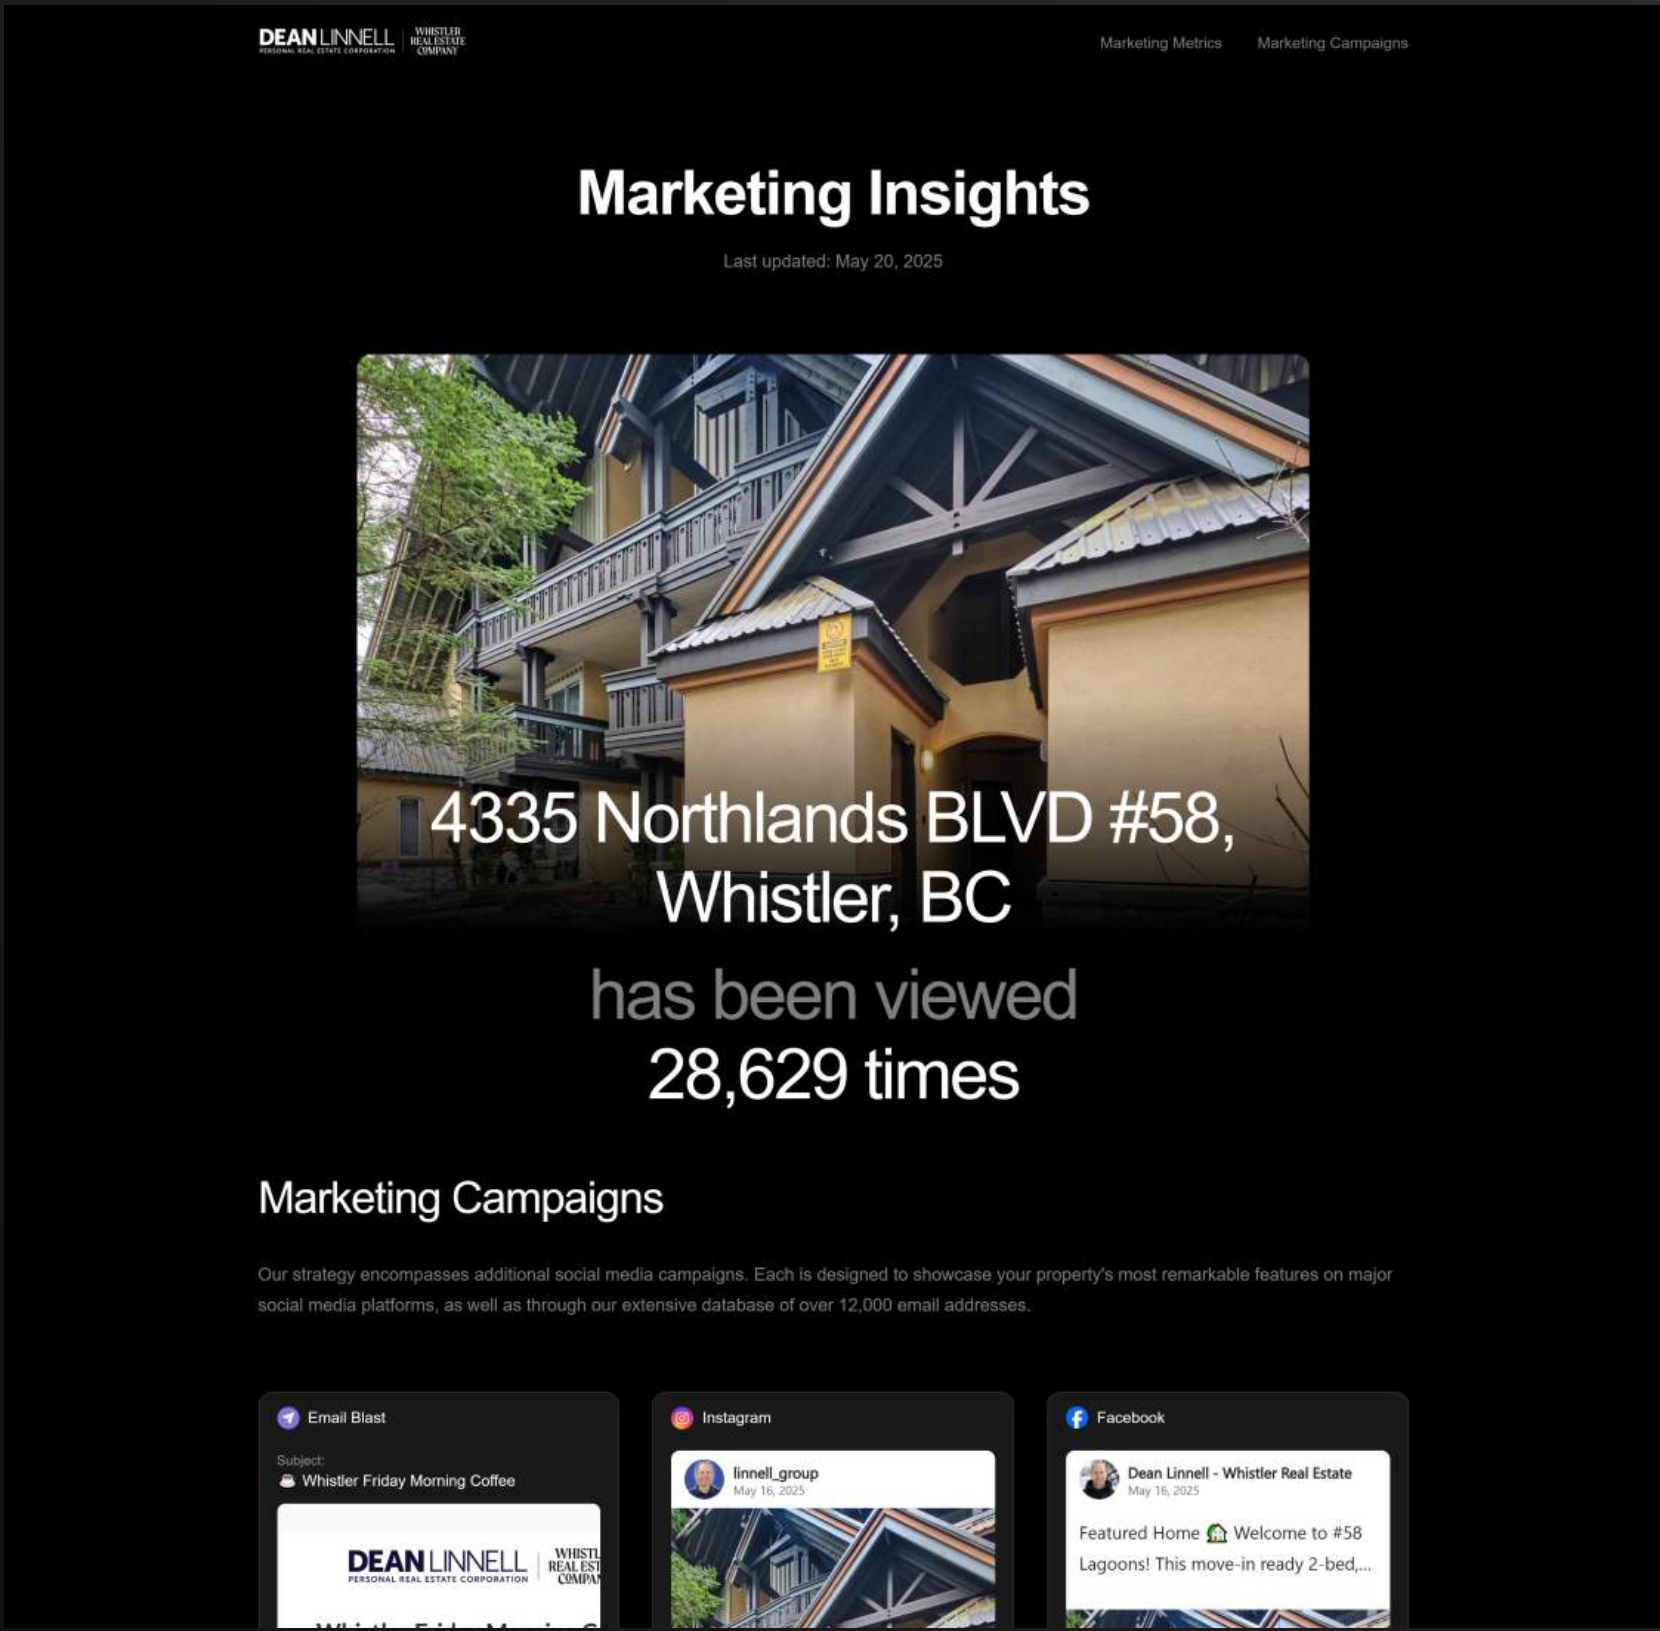 DEAN LINNELL
PERSONAL REAL ESTATE CORPORATION
WHISTLER
REAL ESTATE
COMPANY
Marketing Metrics
Marketing Campaigns
Marketing Insights
Last updated: May 20, 2025
4335 Northlands BLVD #58,
Whistler, BC
has been viewed
28,629 times
Marketing Campaigns
Our strategy encompasses additional social media campaigns. Each is designed to showcase your property's most remarkable features on major
social media platforms, as well as through our extensive database of over 12,000 email addresses.
Email Blast
Subject:
☕ Whistler Friday Morning Coffee
DEAN LINNELL
PERSONAL REAL ESTATE CORPORATION
WHISTL
REAL EST
COMPA
Instagram
linnell_group
May 16, 2025
Facebook
Dean Linnell - Whistler Real Estate
May 16, 2025
Featured Home 🏡 Welcome to #58
Lagoons! This move-in ready 2-bed,...